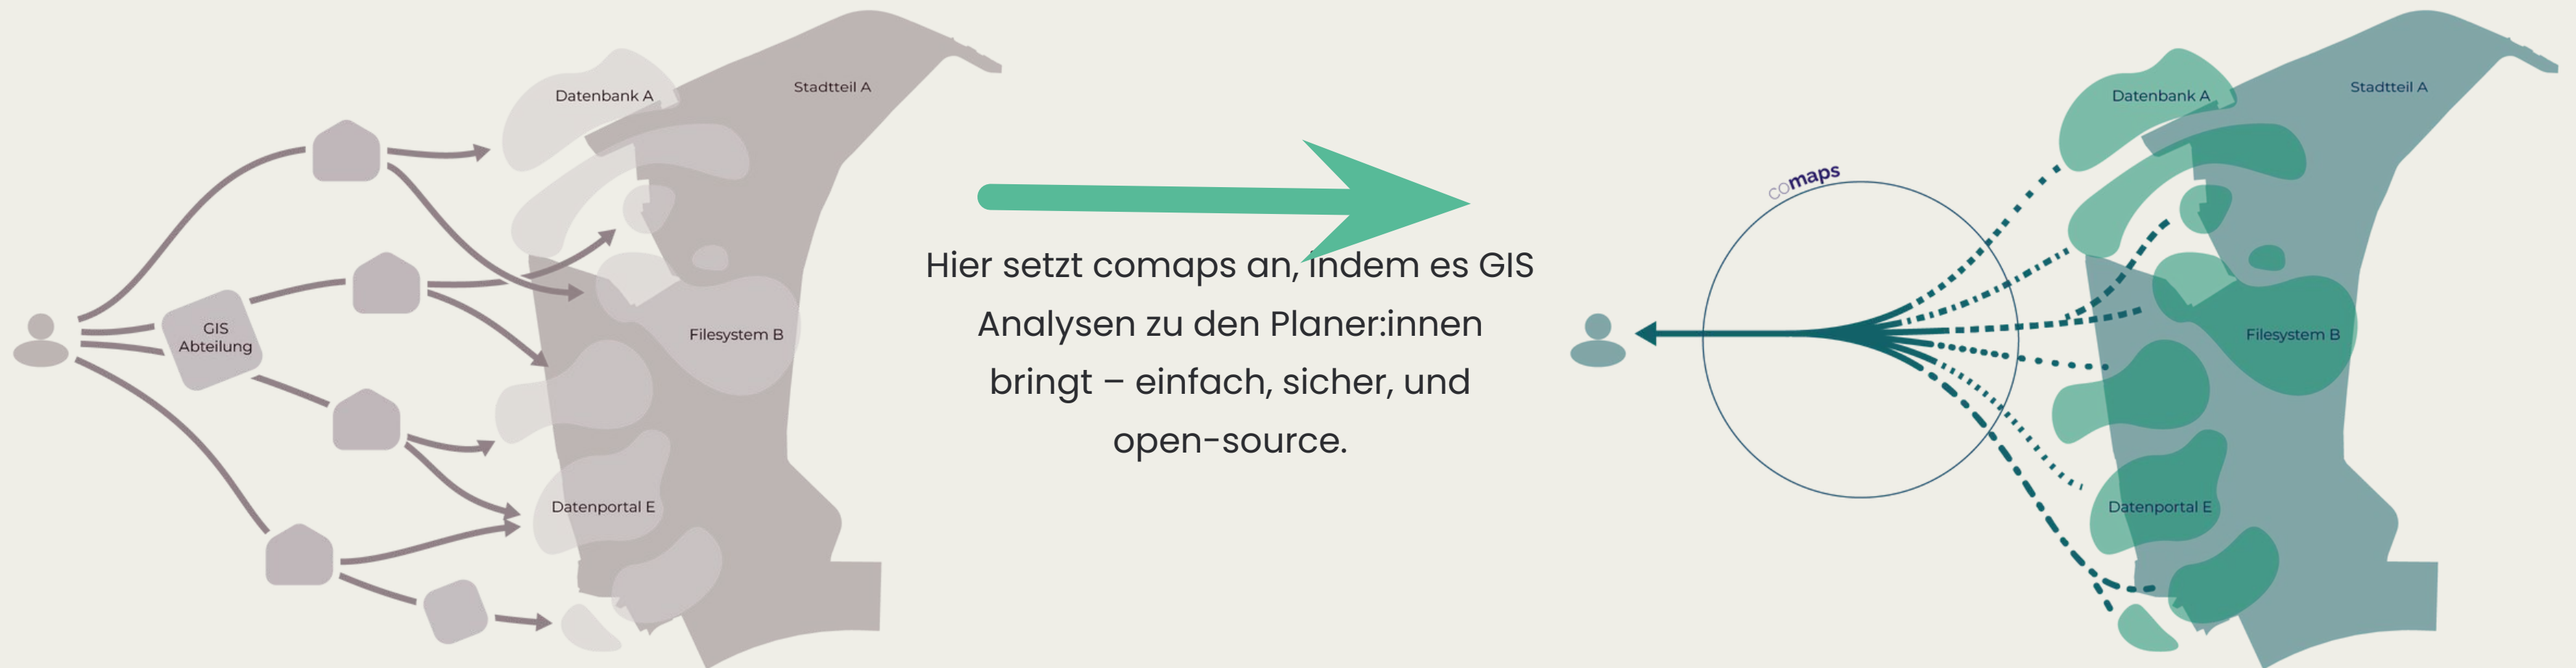 Datenbank A
Stadtteil A
GIS
Abteilung
Filesystem B
Datenportal E
Hier setzt comaps an, indem es GIS
Analysen zu den Planer:innen
bringt – einfach, sicher, und
open-source.
comaps
Datenbank A
Stadtteil A
Filesystem B
Datenportal E